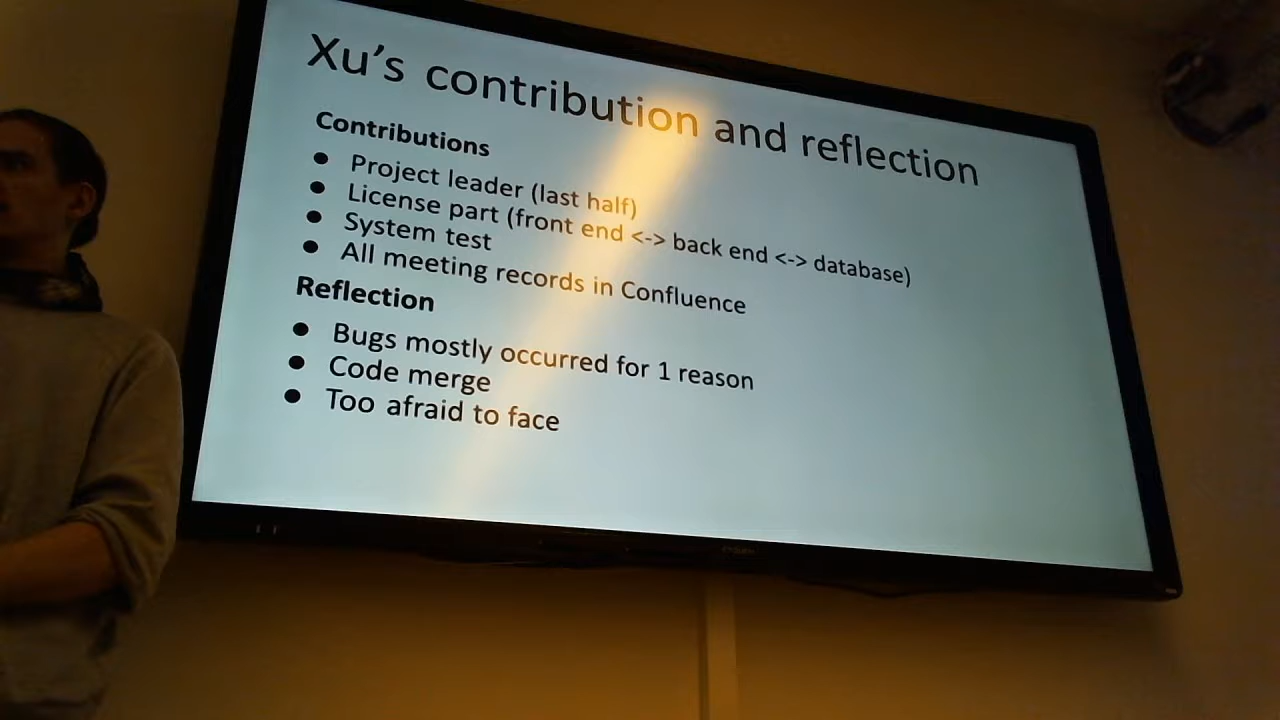 Xu's contribution and reflection
Contributions
● Project leader (last half)
● License part (front end <-> back end <-> database)
● System test
● All meeting records in Confluence
Reflection
● Bugs mostly occurred for 1 reason
● Code merge
● Too afraid to face